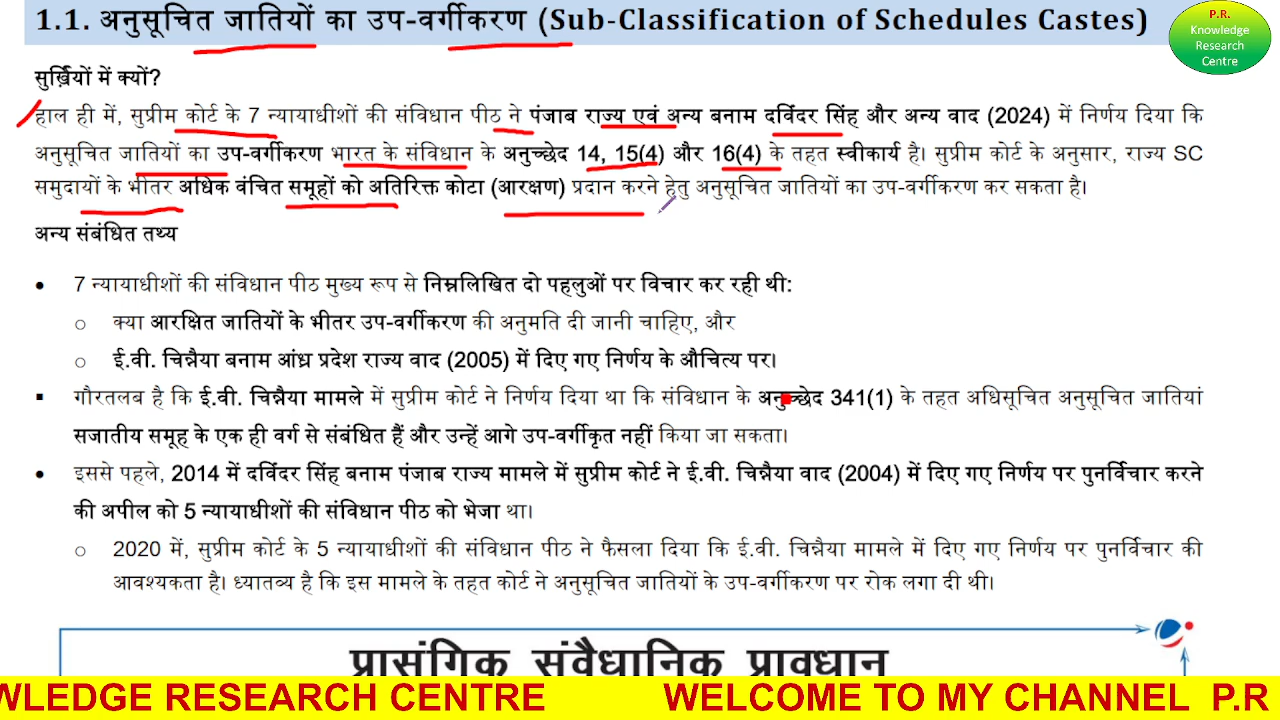 1.1. अनुसूचित जातियों का उप-वर्गीकरण (Sub-Classification of Schedules Castes)
P.R.
Knowledge
Research
Centre
सुर्ख़ियों में क्यों?
हाल ही में, सुप्रीम कोर्ट के 7 न्यायाधीशों की संविधान पीठ ने पंजाब राज्य एवं अन्य बनाम दविंदर सिंह और अन्य वाद (2024) में निर्णय दिया कि
अनुसूचित जातियों का उप-वर्गीकरण भारत के संविधान के अनुच्छेद 14, 15(4) और 16(4) के तहत स्वीकार्य है। सुप्रीम कोर्ट के अनुसार, राज्य SC
समुदायों के भीतर अधिक वंचित समूहों को अतिरिक्त कोटा (आरक्षण) प्रदान करने हेतु अनुसूचित जातियों का उप-वर्गीकरण कर सकता है।
अन्य संबंधित तथ्य
• 7 न्यायाधीशों की संविधान पीठ मुख्य रूप से निम्नलिखित दो पहलुओं पर विचार कर रही थी:
o क्या आरक्षित जातियों के भीतर उप-वर्गीकरण की अनुमति दी जानी चाहिए, और
o ई.वी. चिन्नैया बनाम आंध्र प्रदेश राज्य वाद (2005) में दिए गए निर्णय के औचित्य पर।
▪ गौरतलब है कि ई.वी. चिन्नैया मामले में सुप्रीम कोर्ट ने निर्णय दिया था कि संविधान के अनुच्छेद 341(1) के तहत अधिसूचित अनुसूचित जातियां
सजातीय समूह के एक ही वर्ग से संबंधित हैं और उन्हें आगे उप-वर्गीकृत नहीं किया जा सकता।
• इससे पहले, 2014 में दविंदर सिंह बनाम पंजाब राज्य मामले में सुप्रीम कोर्ट ने ई.वी. चिन्नैया वाद (2004) में दिए गए निर्णय पर पुनर्विचार करने
की अपील को 5 न्यायाधीशों की संविधान पीठ को भेजा था।
o 2020 में, सुप्रीम कोर्ट के 5 न्यायाधीशों की संविधान पीठ ने फैसला दिया कि ई.वी. चिन्नैया मामले में दिए गए निर्णय पर पुनर्विचार की
आवश्यकता है। ध्यातव्य है कि इस मामले के तहत कोर्ट ने अनुसूचित जातियों के उप-वर्गीकरण पर रोक लगा दी थी।
प्रासंगिक संवैधानिक प्रावधान
WLEDGE RESEARCH CENTRE WELCOME TO MY CHANNEL P.R